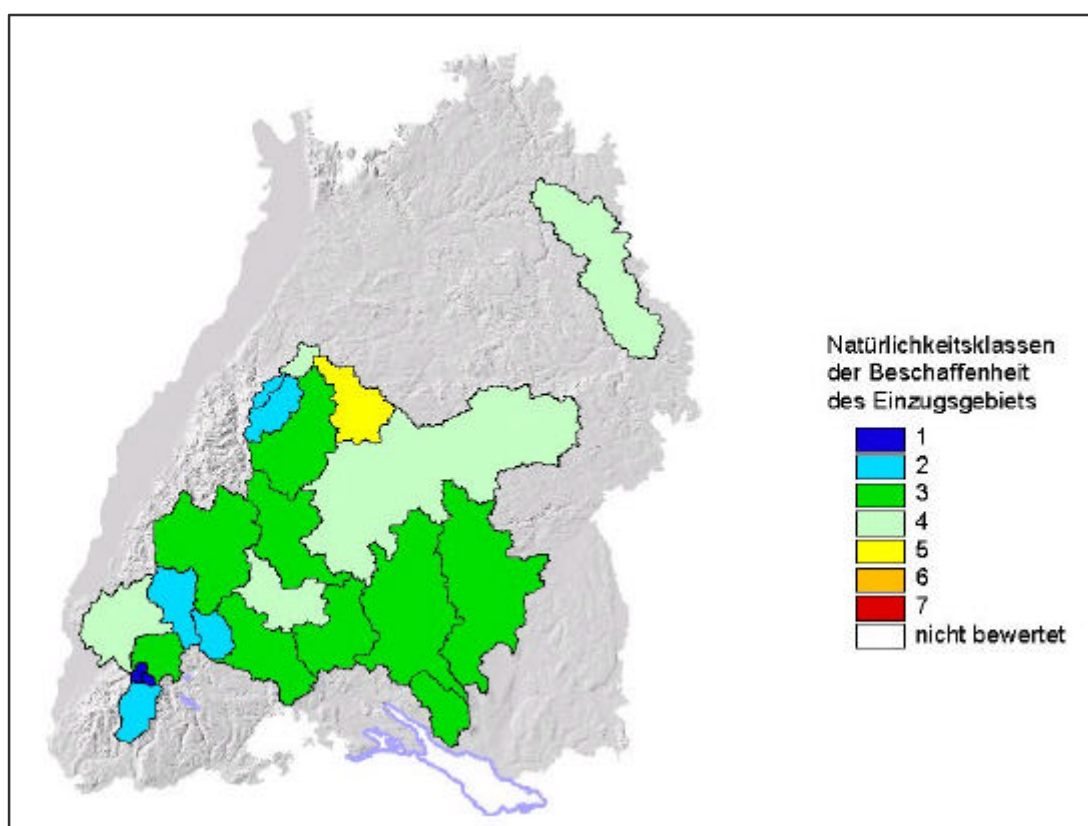 Natürlichkeitsklassen
der Beschaffenheit
des Einzugsgebiets
1
2
3
4
5
6
7
nicht bewertet